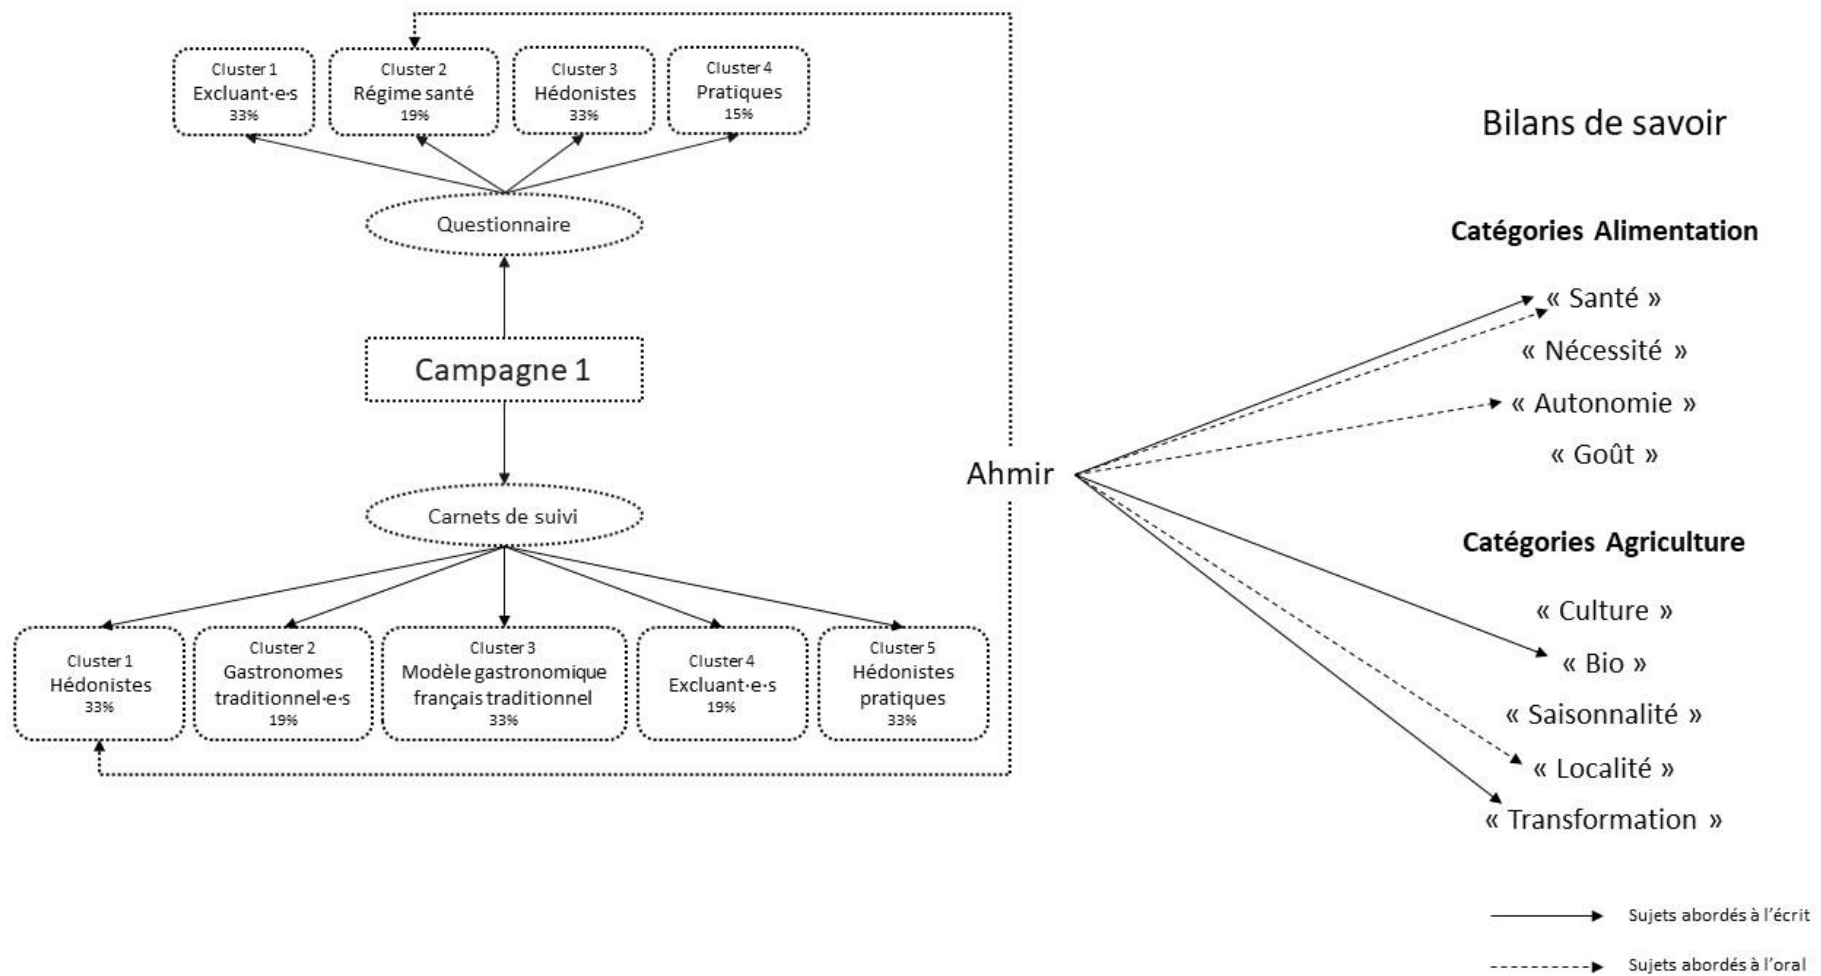 Cluster 1
Excluant·e·s
33%
Cluster 2
Régime santé
19%
Cluster 3
Hédonistes
33%
Cluster 4
Pratiques
15%
Questionnaire
Campagne 1
Carnets de suivi
Cluster 1
Hédonistes
33%
Cluster 2
Gastronomes
traditionnel·e·s
19%
Cluster 3
Modèle gastronomique
français traditionnel
33%
Cluster 4
Excluant·e·s
19%
Cluster 5
Hédonistes
pratiques
33%
Ahmir
Bilans de savoir
Catégories Alimentation
« Santé »
« Nécessité »
« Autonomie »
« Goût »
Catégories Agriculture
« Culture »
« Bio »
« Saisonnalité »
« Localité »
« Transformation »
Sujets abordés à l'écrit
Sujets abordés à l'oral